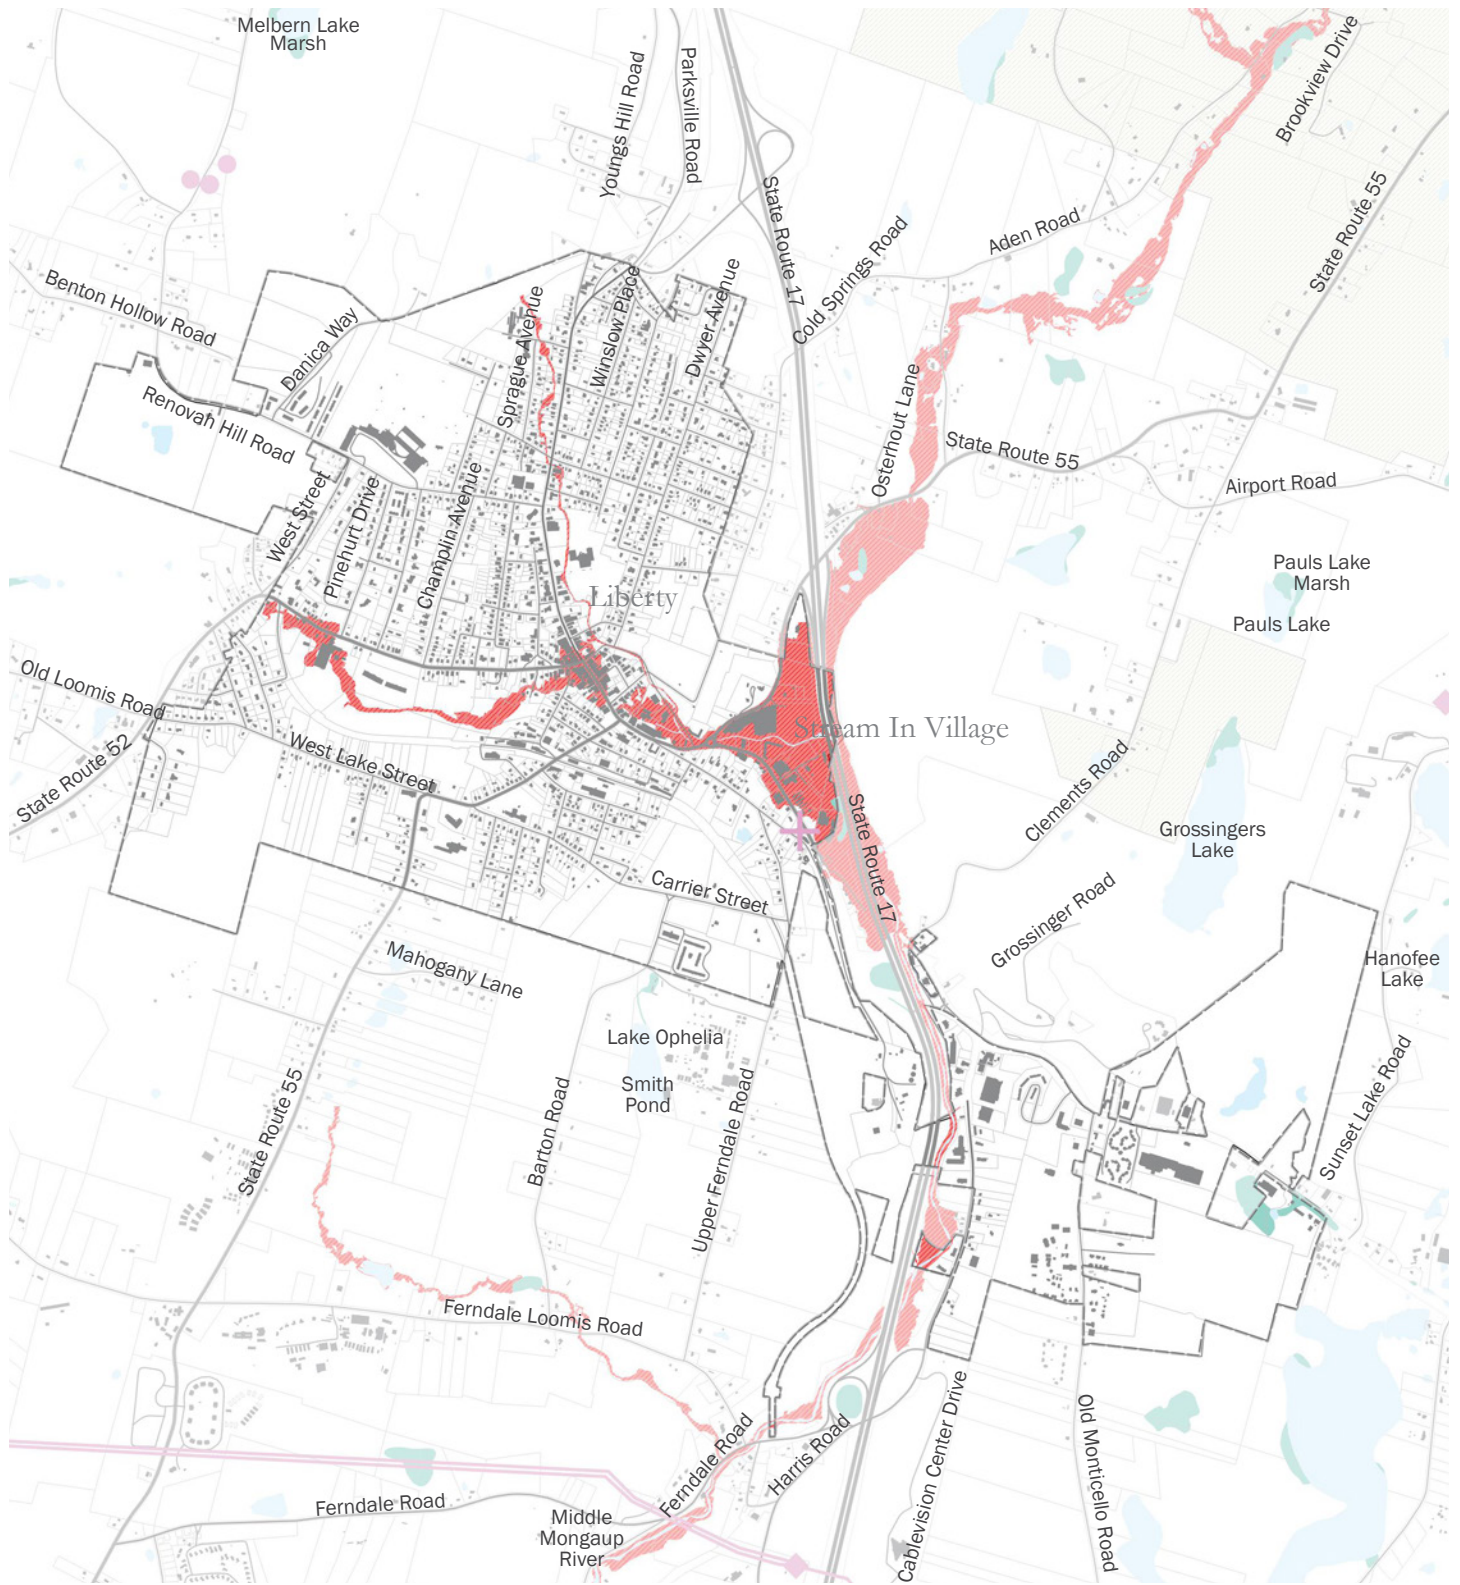 Melbern Lake
Marsh
Youngs Hill Road
Parksville Road
Brookview Drive
State Route 17
State Route 55
Cold Springs Road
Aden Road
Benton Hollow Road
Danica Way
Sprague Avenue
Winslow Place
Dwyer Avenue
Renovah Hill Road
Osterhout Lane
State Route 55
Airport Road
West Street
Pinehurt Drive
Champlin Avenue
Liberty
Pauls Lake
Marsh
Pauls Lake
Old Loomis Road
State Route 52
West Lake Street
Stream In Village
Clements Road
Grossingers
Lake
State Route 17
Carrier Street
Grossinger Road
Mahogany Lane
Hanofee
Lake
Lake Ophelia
Smith
Pond
State Route 55
Barton Road
Upper Ferndale Road
Sunset Lake Road
Ferndale Loomis Road
Ferndale Road
Harris Road
Cablevision Center Drive
Old Monticello Road
Ferndale Road
Middle
Mongaup
River